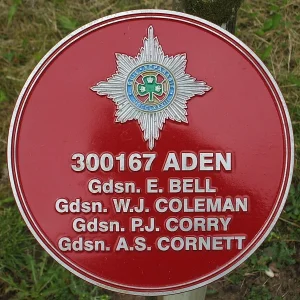 300167 ADEN
Gdsn. E. BELL
Gdsn. W.J. COLEMAN
Gdsn. P.J. CORRY
Gdsn. A.S. CORNETT